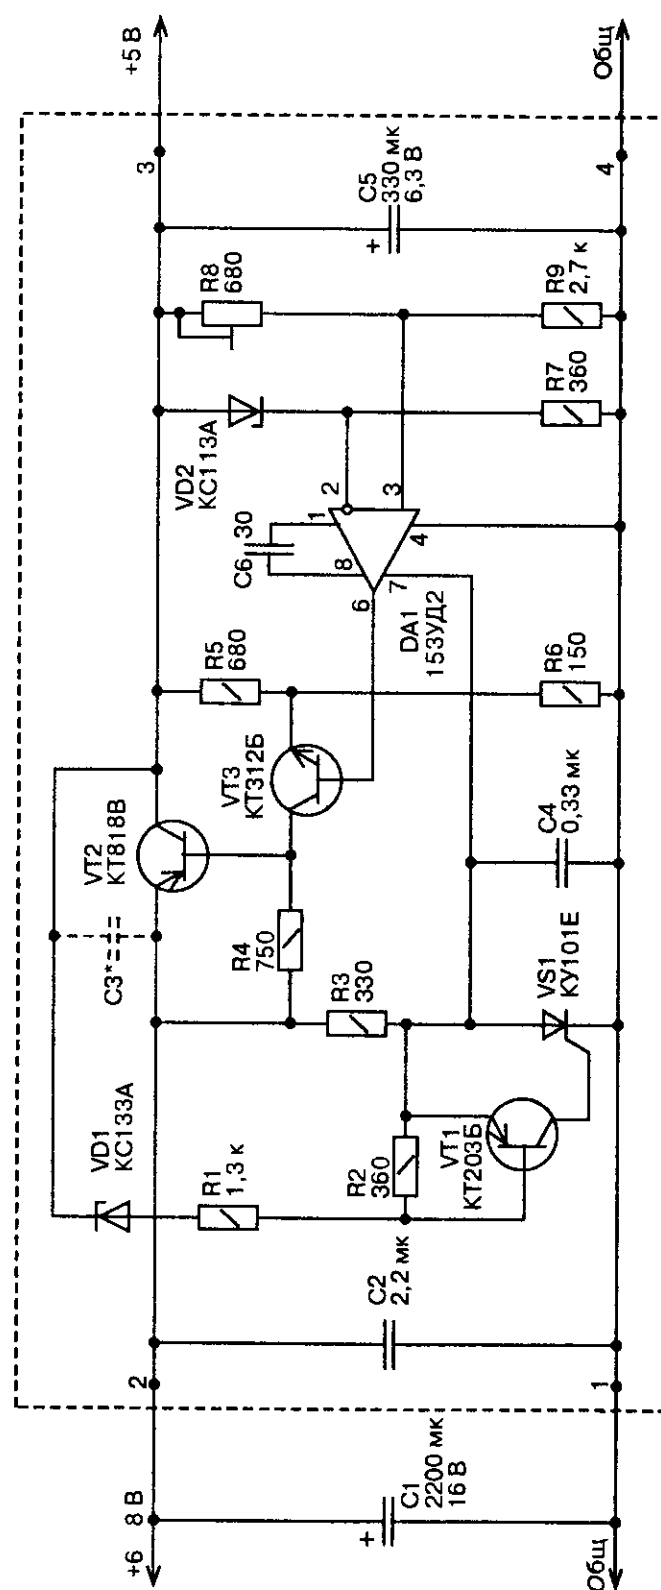 +6
8 В
C1
2200 мк
16 В
+
Общ
2
1
C2
2,2 мк
VD1
КС133А
R1
1,3 к
R2
360
VT1
КТ203Б
C3*
R4
750
R3
330
VS1
КУ101Е
VT2
КТ818В
C4
0,33 мк
VT3
КТ312Б
R5
680
R6
150
C6
30
DA1
153УД2
1
8
6
7
2
3
4
VD2
КС113А
R7
360
R8
680
R9
2,7 к
+
C5
330 мк
6,3 В
3
4
+5 В
Общ